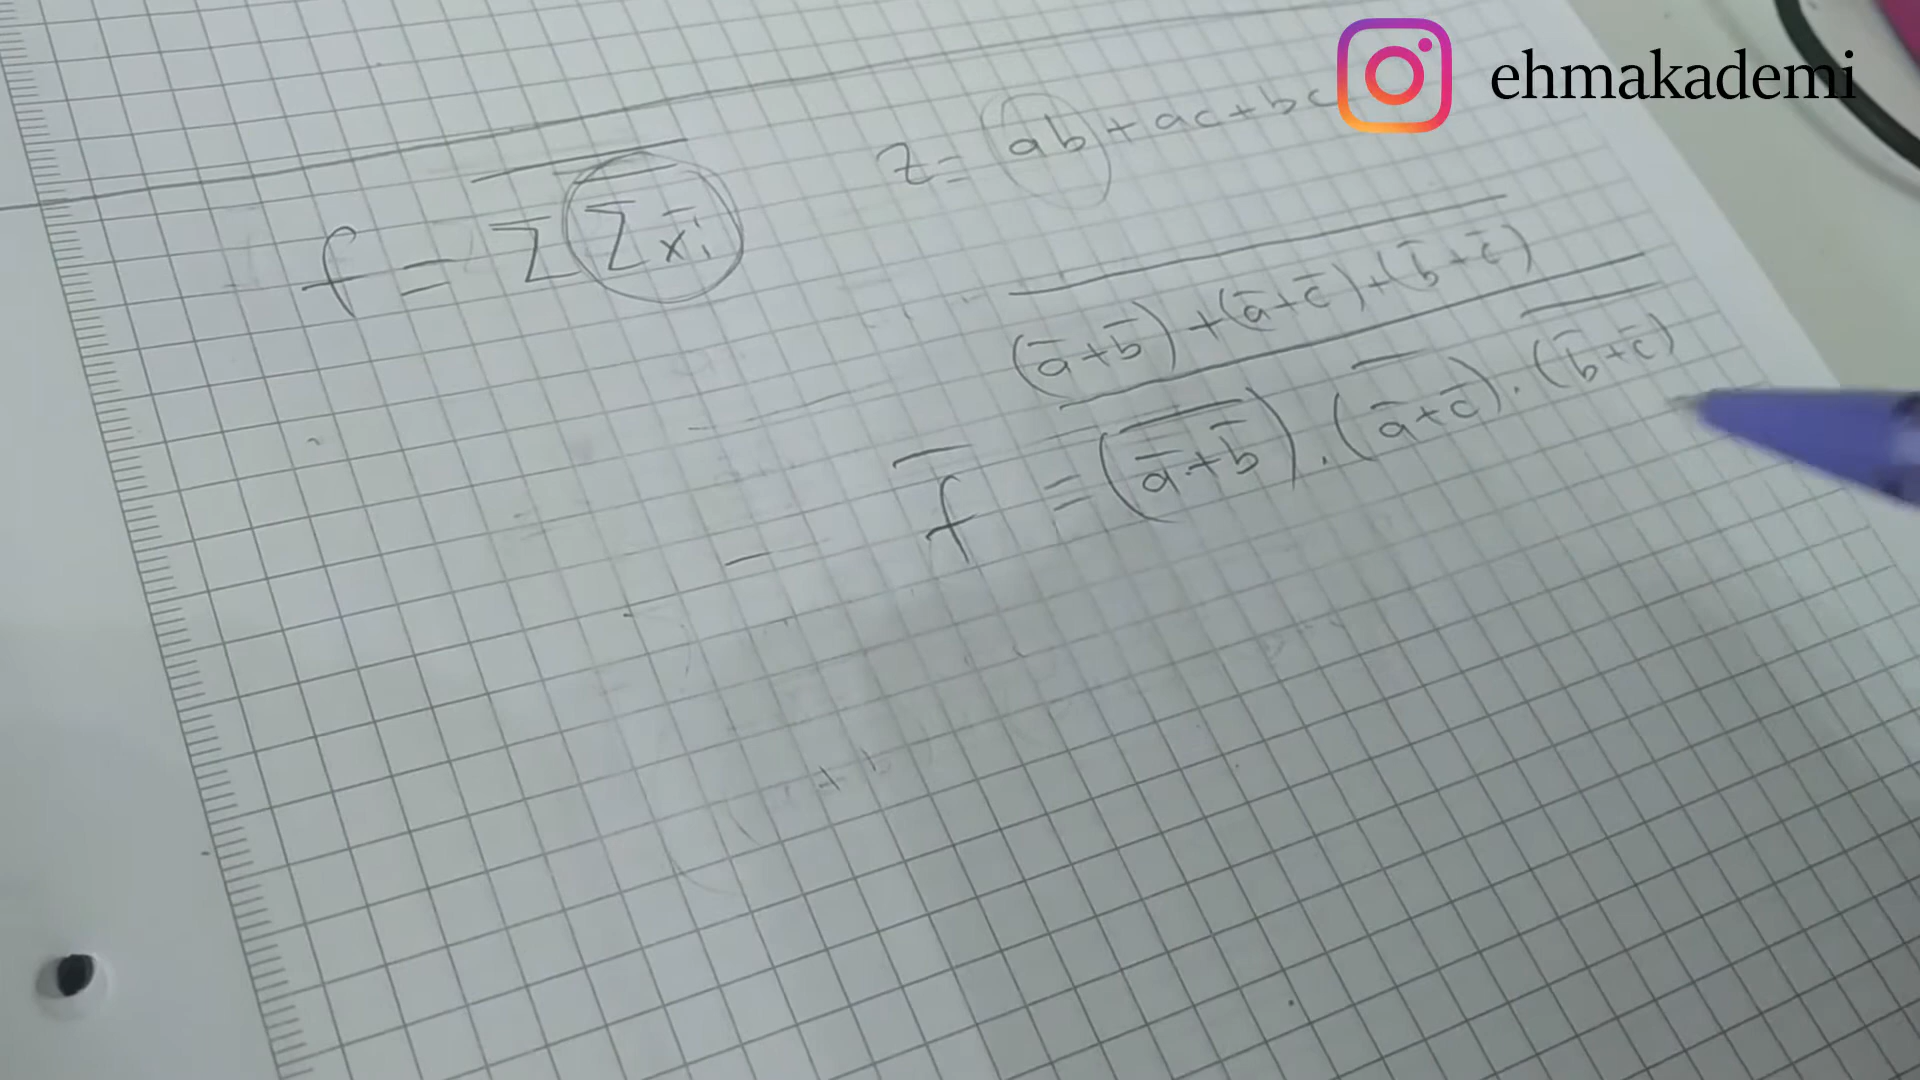 ehmakademi
z = ab + ac + bc
f = Σ Σ x̅ᵢ
(a̅+b̅) + (a̅+c̅) + (b̅+c̅)
f̅ = (a̅+b̅) . (a̅+c̅) . (b̅+c̅)